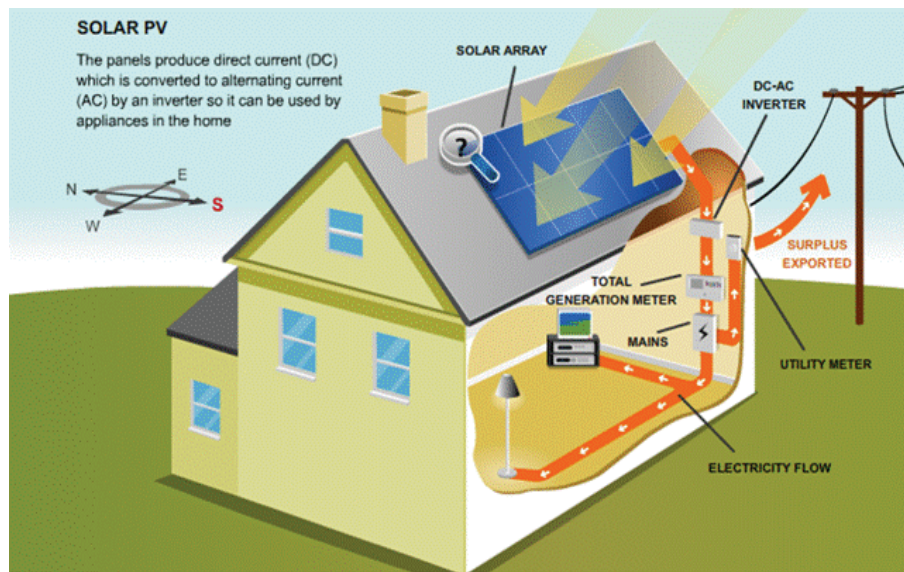 SOLAR PV
The panels produce direct current (DC)
which is converted to alternating current
(AC) by an inverter so it can be used by
appliances in the home
SOLAR ARRAY
DC-AC
INVERTER
?
N
E
S
W
SURPLUS
EXPORTED
TOTAL
GENERATION METER
MAINS
UTILITY METER
ELECTRICITY FLOW